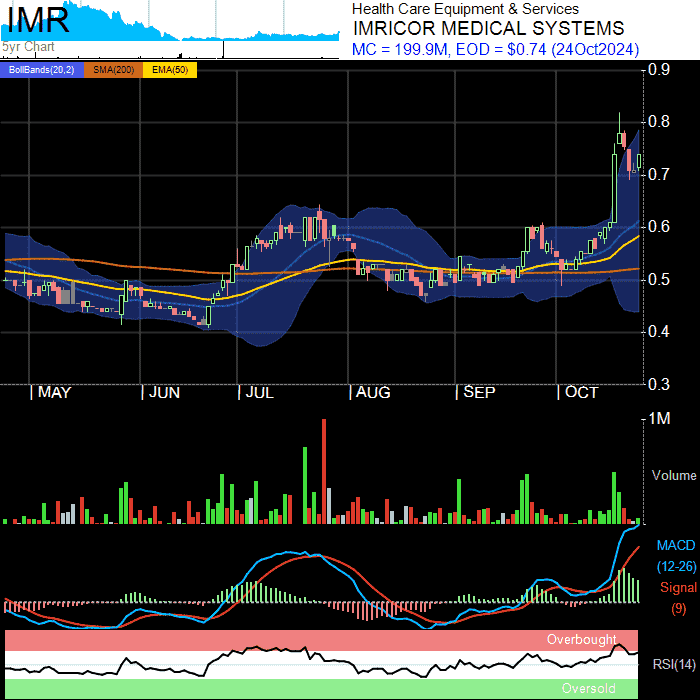 IMR
5yr Chart
Health Care Equipment & Services
IMRICOR MEDICAL SYSTEMS
MC = 199.9M, EOD = $0.74 (24Oct2024)
BollBands(20,2) SMA(200) EMA(50)
0.9
0.8
0.7
0.6
0.5
0.4
0.3
MAY JUN JUL AUG SEP OCT
1M
Volume
MACD
(12-26)
Signal
(9)
Overbought
RSI(14)
Oversold